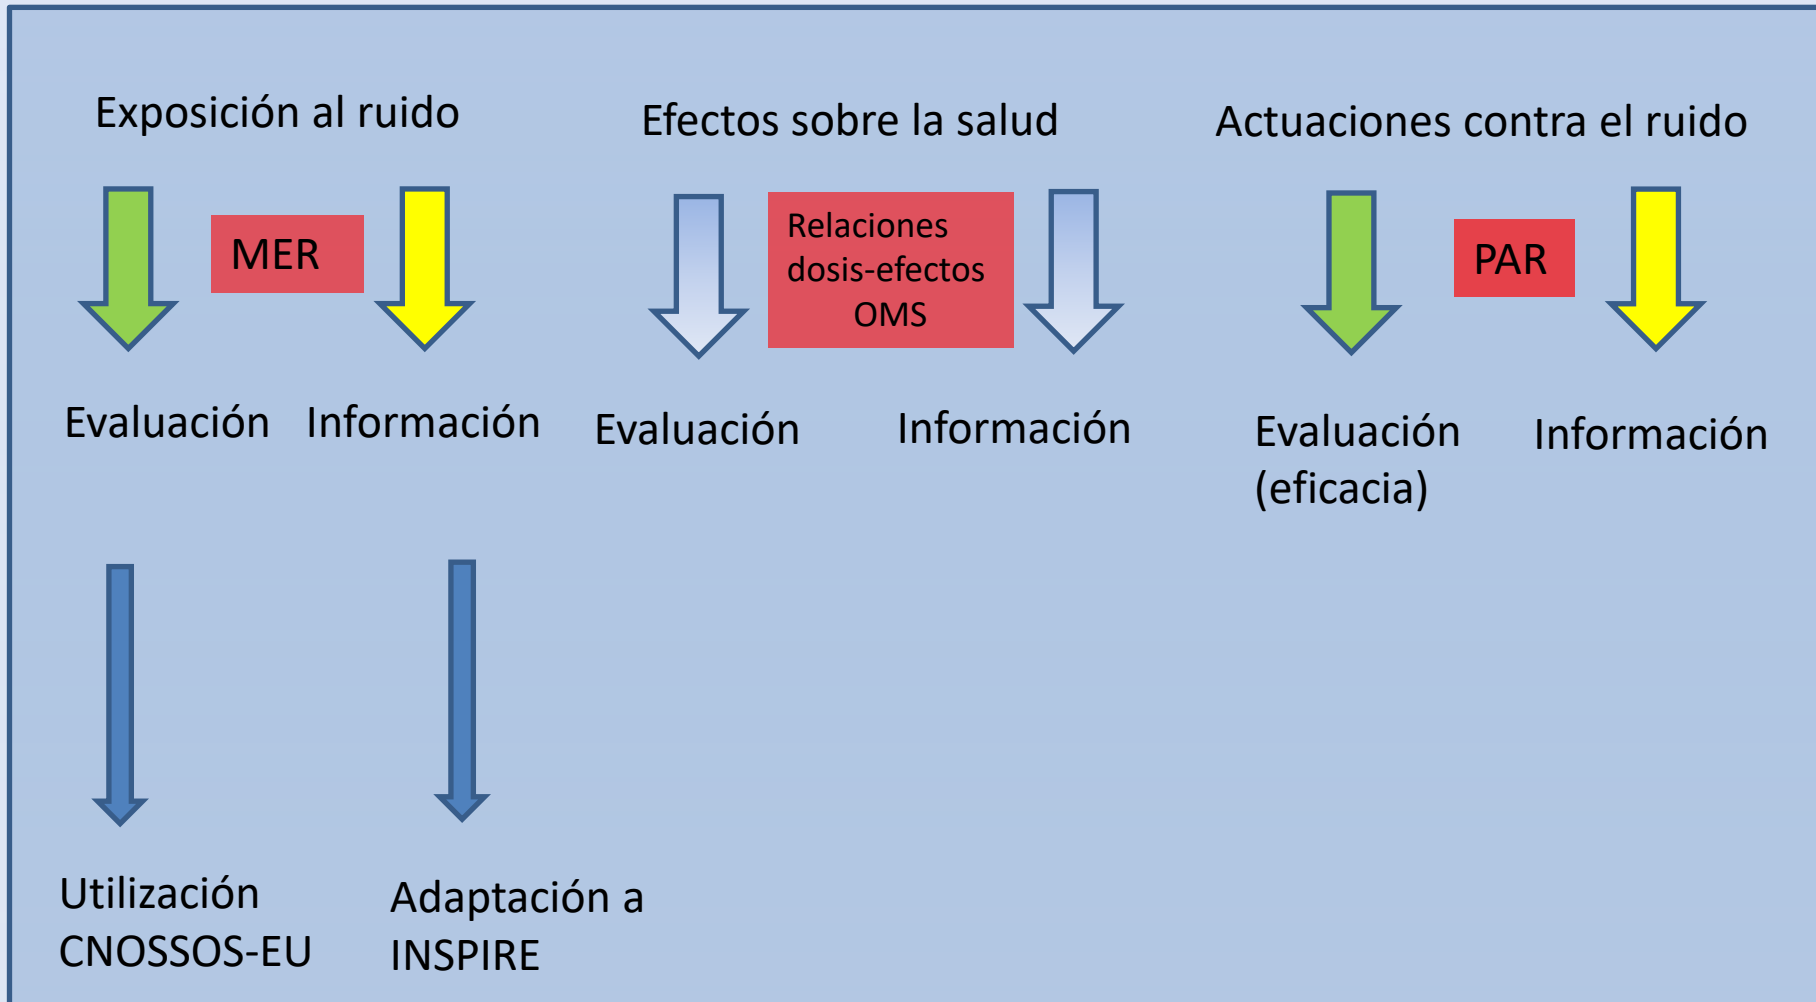 Exposición al ruido
Efectos sobre la salud
Actuaciones contra el ruido
MER
Relaciones
dosis-efectos
OMS
PAR
Evaluación
Información
Evaluación
Información
Evaluación
(eficacia)
Información
Utilización
CNOSSOS-EU
Adaptación a
INSPIRE